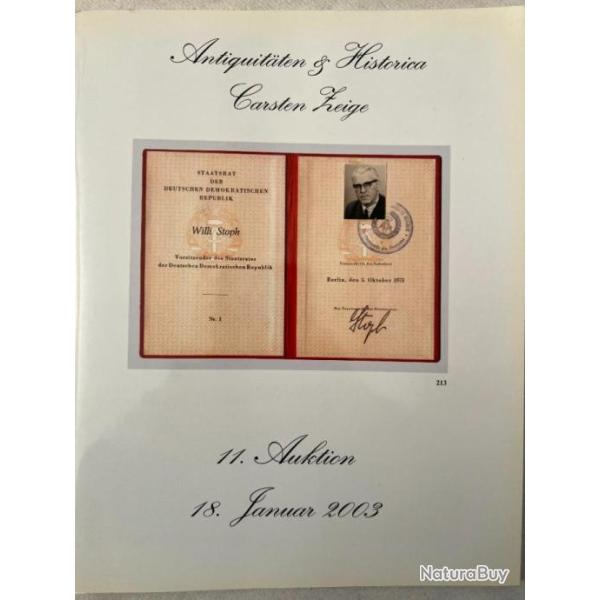 Antiquitäten & Historica
Carsten Zeige
STAATSRAT
DER
DEUTSCHEN DEMOKRATISCHEN
REPUBLIK
Willi Stoph
Vorsitzender des Staatsrates
der Deutschen Demokratischen Republik
Nr. 1
Berlin, den 5. Oktober 1973
Stoph
213
11. Auktion
18. Januar 2003
NaturaBuy